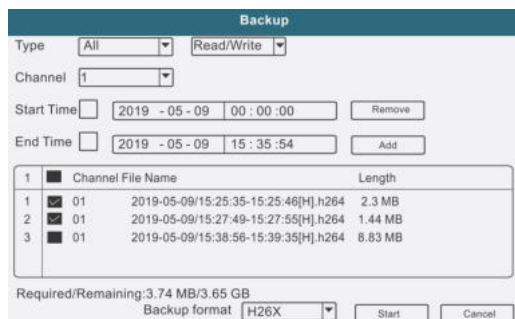 Backup
Type All Read/Write
Channel 1
Start Time 2019 - 05 - 09 00 : 00 : 00 Remove
End Time 2019 - 05 - 09 15 : 35 : 54 Add
1 Channel File Name Length
1 01 2019-05-09/15:25:35-15:25:46[H].h264 2.3 MB
2 01 2019-05-09/15:27:49-15:27:55[H].h264 1.44 MB
3 01 2019-05-09/15:38:56-15:39:35[H].h264 8.83 MB
Required/Remaining:3.74 MB/3.65 GB
Backup format H26X Start Cancel